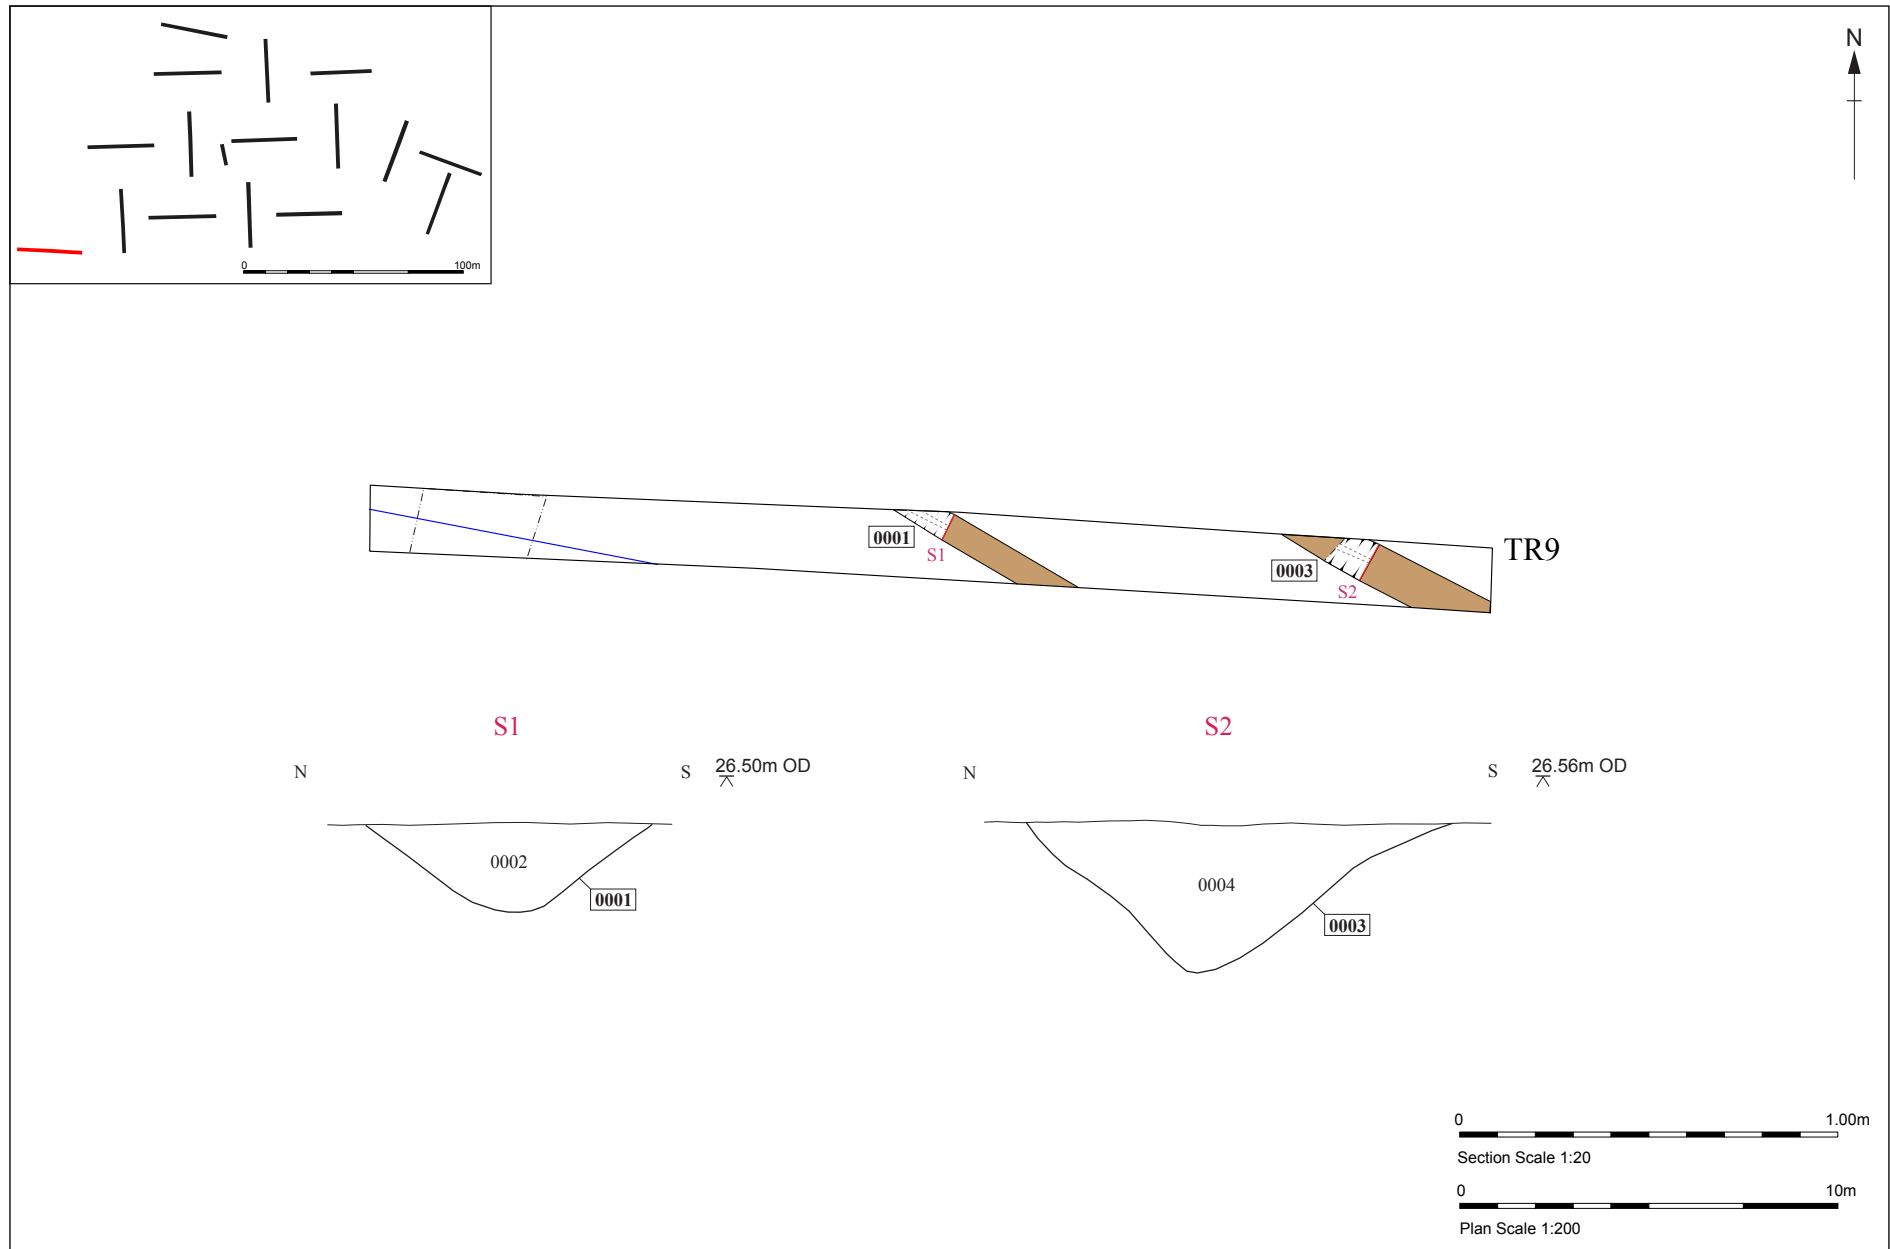 0 100m
N
TR9
0001
S1
0003
S2
S1 S2
N S 26.50m OD N S 26.56m OD
0002
0001
0004
0003
0 1.00m
Section Scale 1:20
0 10m
Plan Scale 1:200